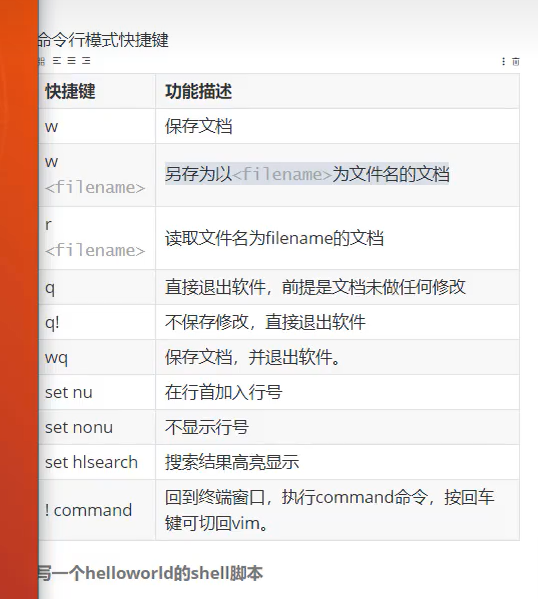 命令行模式快捷键
快捷键 功能描述
w 保存文档
w
<filename> 另存为以<filename>为文件名的文档
r
<filename> 读取文件名为filename的文档
q 直接退出软件，前提是文档未做任何修改
q! 不保存修改，直接退出软件
wq 保存文档，并退出软件。
set nu 在行首加入行号
set nonu 不显示行号
set hlsearch 搜索结果高亮显示
! command 回到终端窗口，执行command命令，按回车
键可切回vim。
写一个helloworld的shell脚本